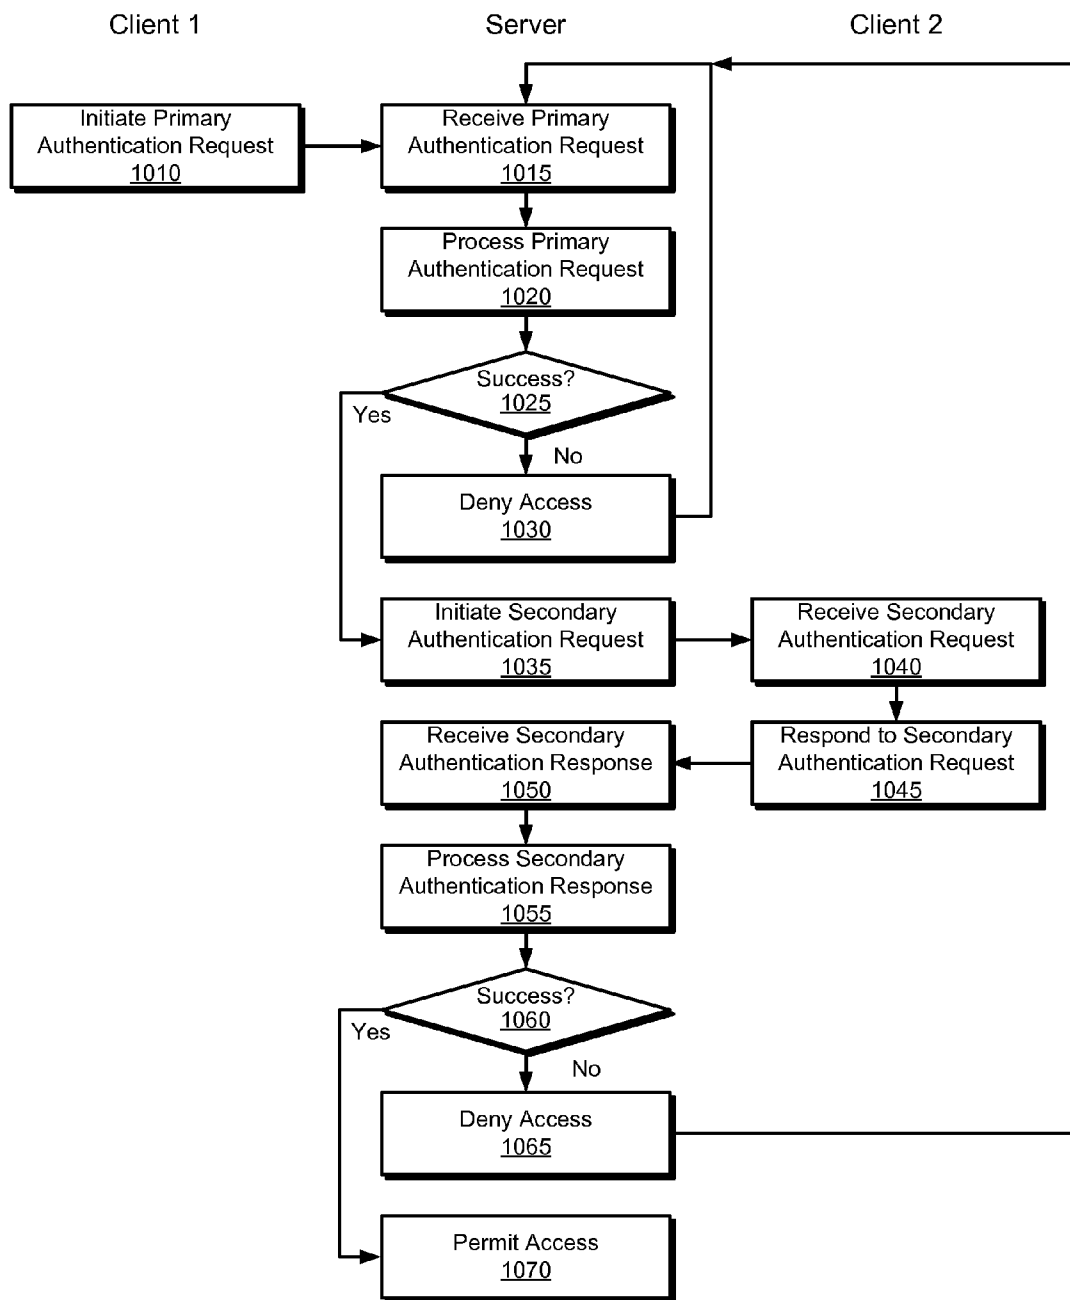 Client 1
Server
Client 2
Initiate Primary
Authentication Request
1010
Receive Primary
Authentication Request
1015
Process Primary
Authentication Request
1020
Success?
1025
Yes
No
Deny Access
1030
Initiate Secondary
Authentication Request
1035
Receive Secondary
Authentication Request
1040
Respond to Secondary
Authentication Request
1045
Receive Secondary
Authentication Response
1050
Process Secondary
Authentication Response
1055
Success?
1060
Yes
No
Deny Access
1065
Permit Access
1070